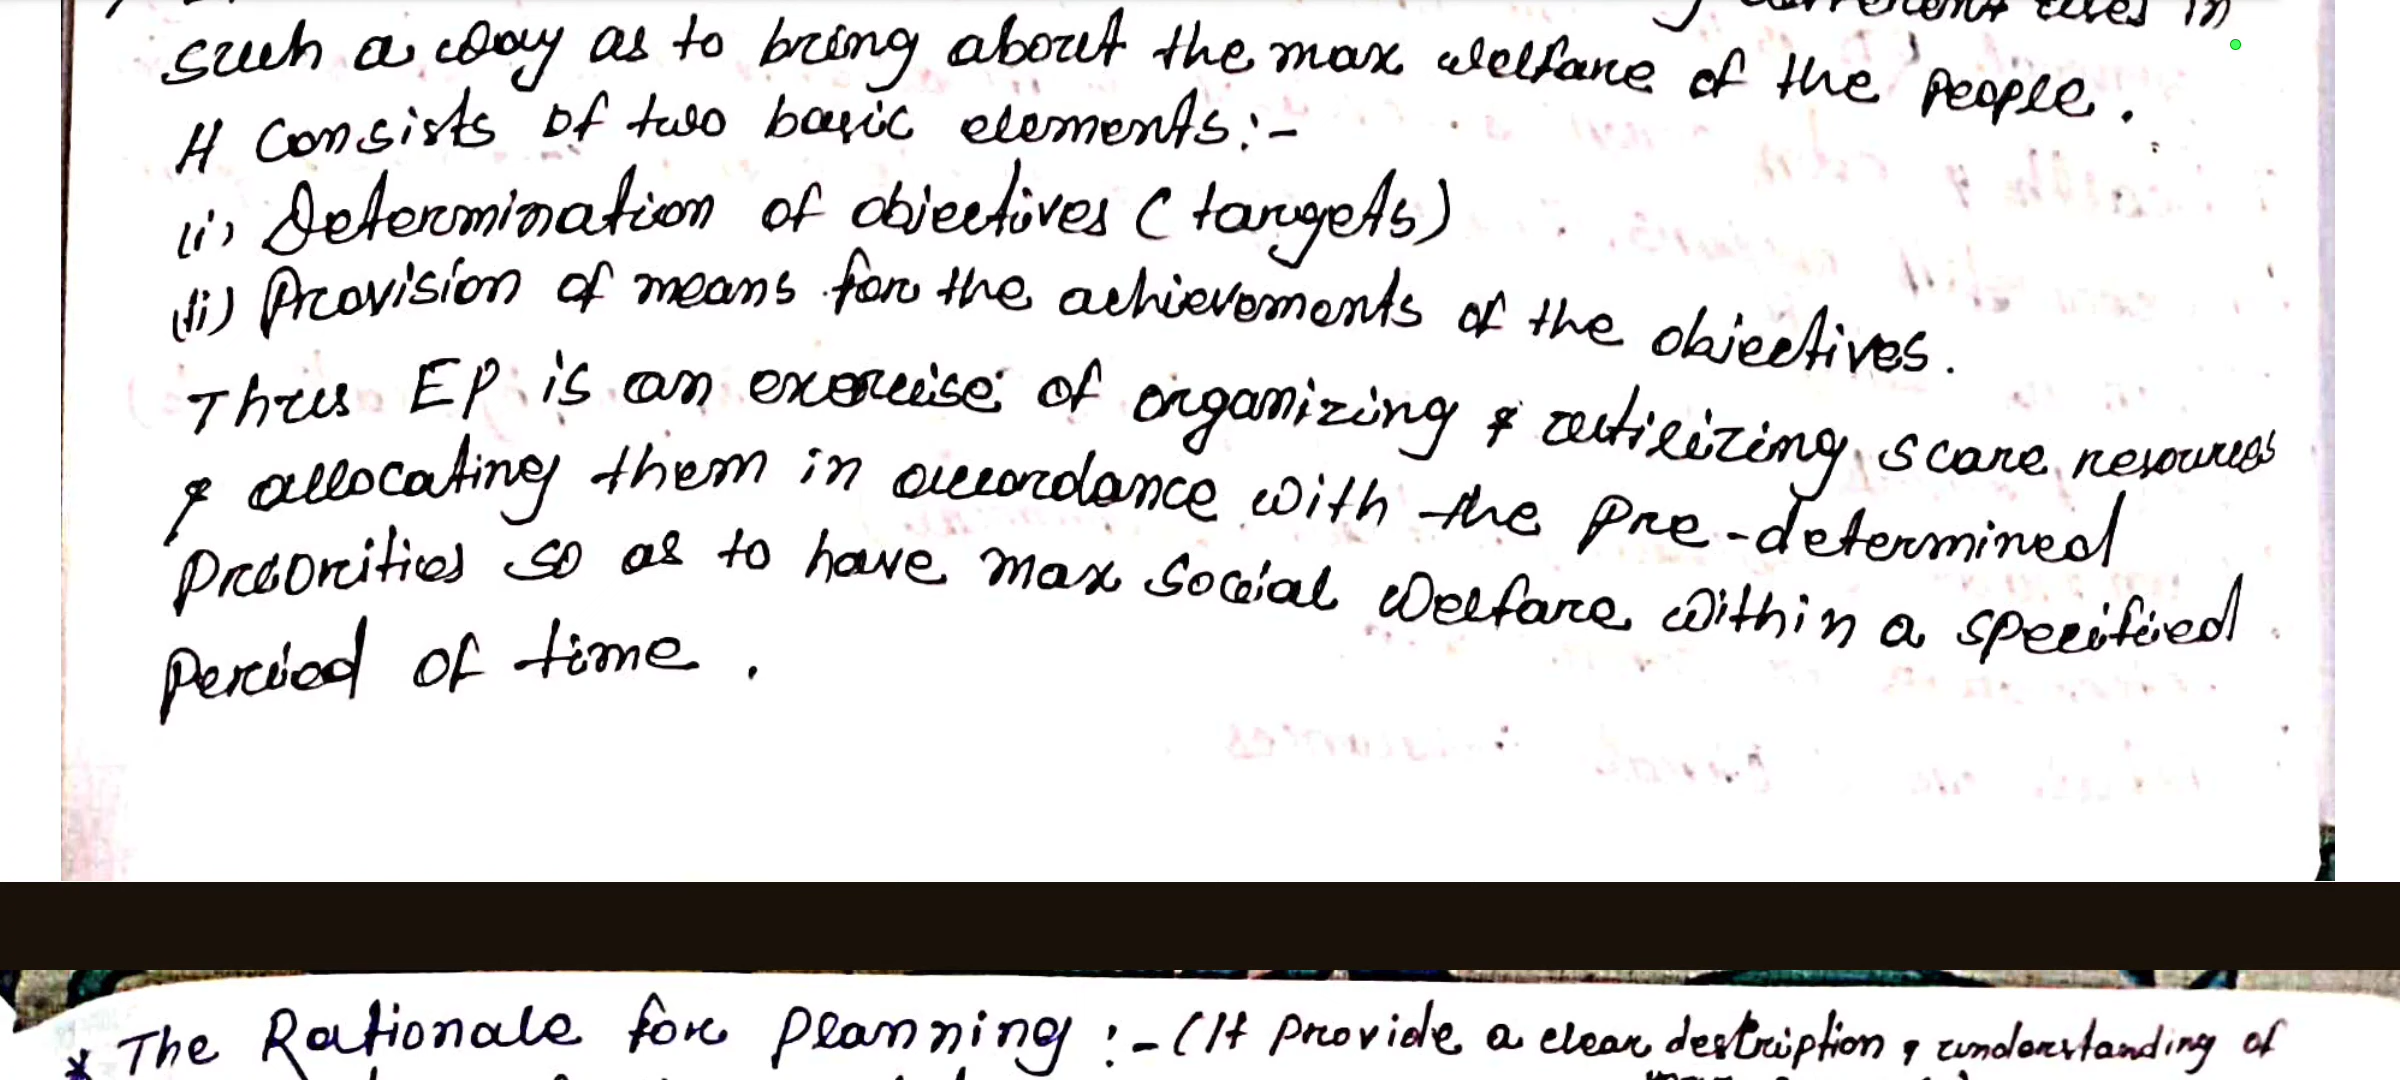 in
such a way as to bring about the max welfare of the people.
It consists of two basic elements:-
(i) Determination of objectives (targets)
(ii) Provision of means for the achievements of the objectives.
Thus EP is an exercise of organizing & utilizing scare resources
& allocating them in accordance with the pre-determined
priorities so as to have max social welfare within a specified
period of time.
* The Rationale for planning :- (It provide a clear destription & understanding of